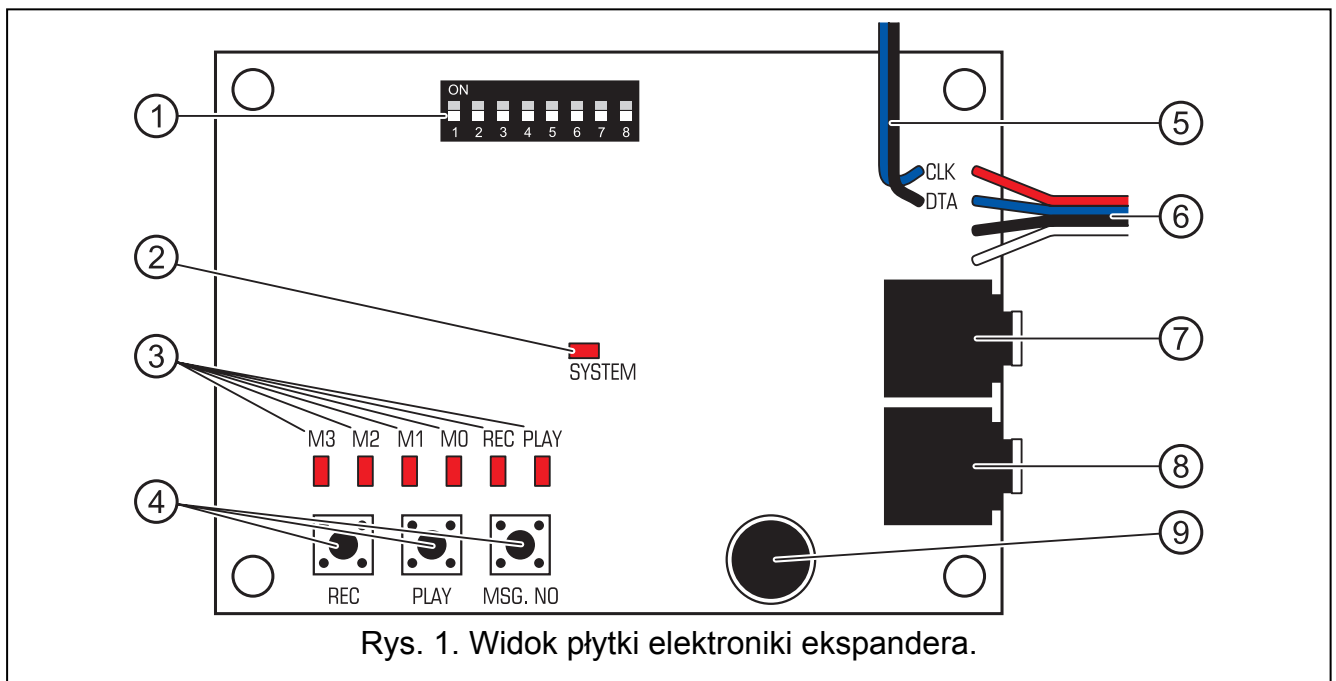 ON
1 2 3 4 5 6 7 8
1
5
CLK
DTA
6
2
SYSTEM
7
3
M3 M2 M1 M0 REC PLAY
8
4
9
REC PLAY MSG. NO
Rys. 1. Widok płytki elektroniki ekspandera.